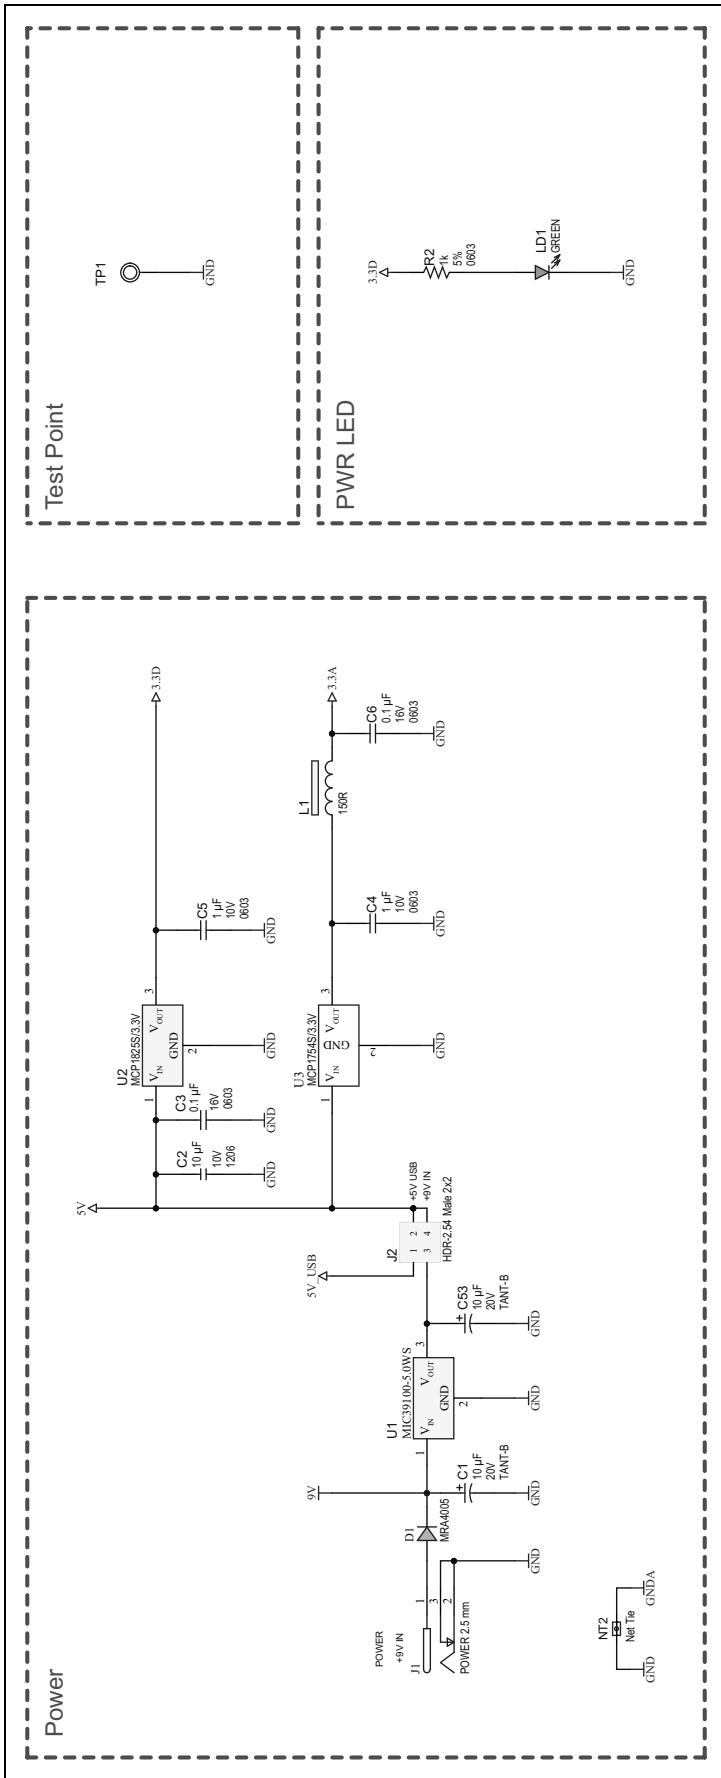 Power
POWER
+9V IN
J1
1
3
2
POWER 2.5 mm
GND
D1
MRA4005
9V
C1
+
10 µF
20V
TANT-B
GND
U1
MIC39100-5.0WS
1
VIN
VOUT
3
GND
2
GND
C53
+
10 µF
20V
TANT-B
GND
5V_USB
J2
1
2
3
4
+5V USB
+9V IN
HDR-2.54 Male 2x2
5V
C2
10 µF
10V
1206
GND
C3
0.1 µF
16V
0603
GND
U2
MCP1825S/3.3V
1
VIN
VOUT
3
GND
2
GND
C5
1 µF
10V
0603
GND
3.3D
U3
MCP1754S/3.3V
1
VIN
VOUT
3
GND
2
GND
C4
1 µF
10V
0603
GND
L1
150R
C6
0.1 µF
16V
0603
GND
3.3A
NT2
Net Tie
GND
GNDA
Test Point
TP1
GND
PWR LED
3.3D
R2
1k
5%
0603
LD1
GREEN
GND